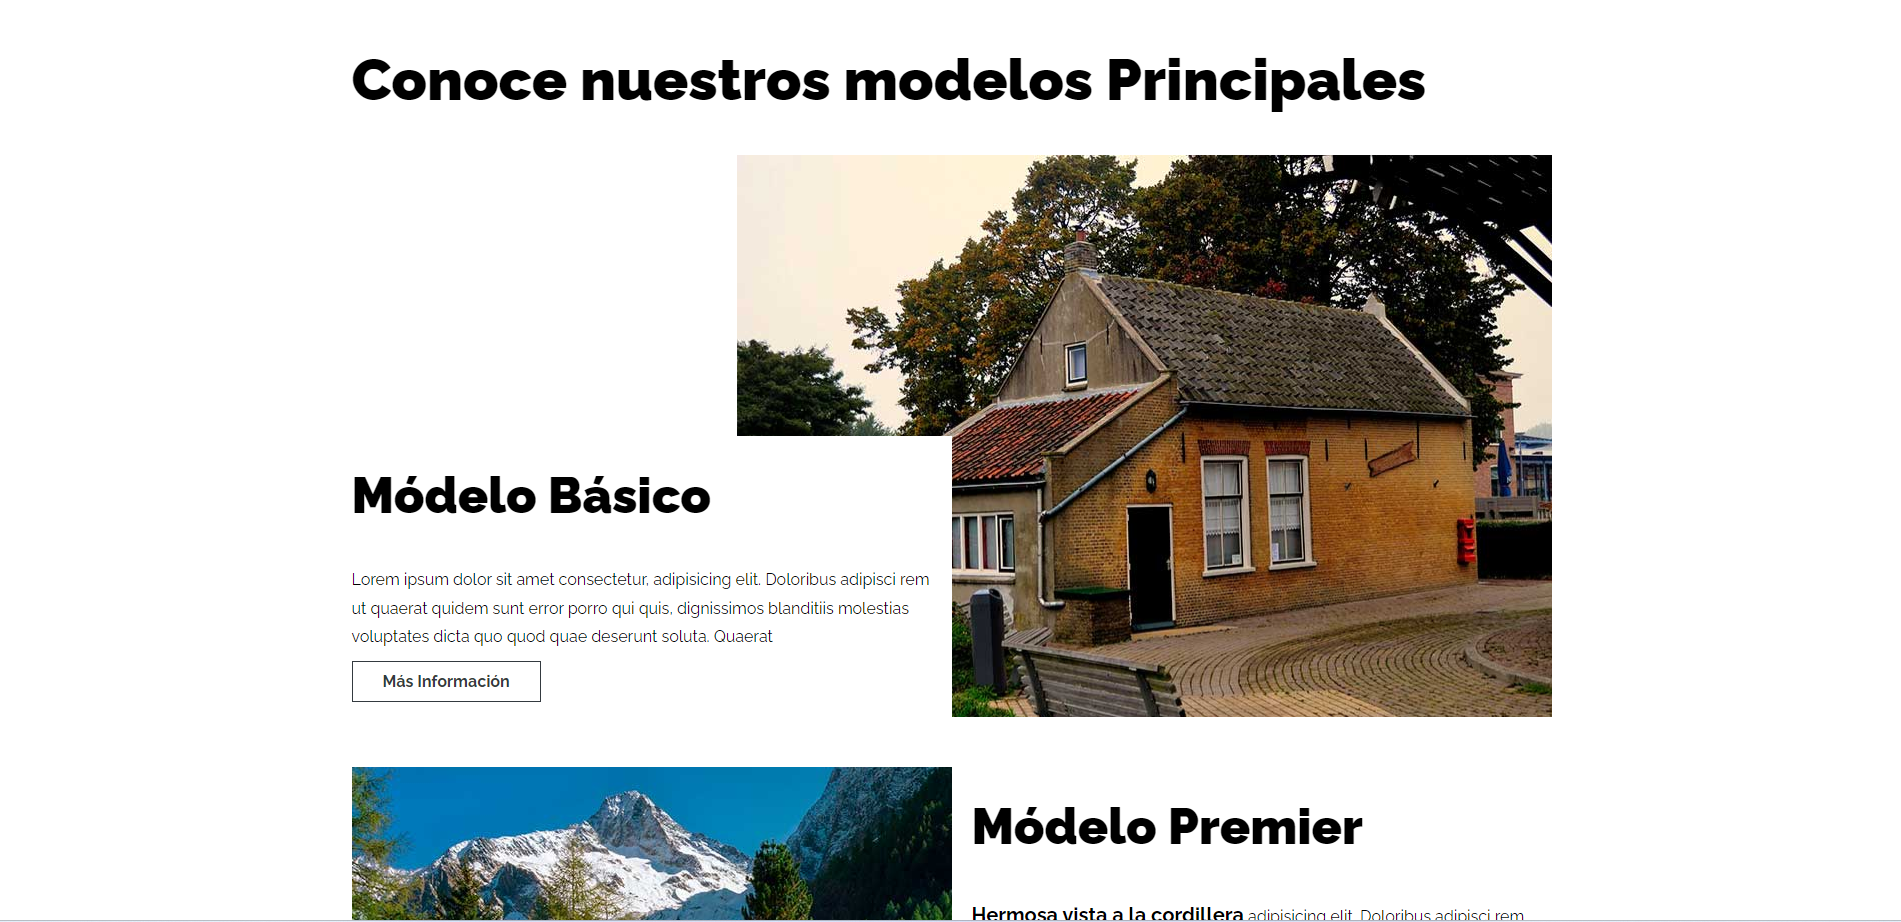 Conoce nuestros modelos Principales
Módelo Básico
Lorem ipsum dolor sit amet consectetur, adipisicing elit. Doloribus adipisci rem
ut quaerat quidem sunt error porro qui quis, dignissimos blanditiis molestias
voluptates dicta quo quod quae deserunt soluta. Quaerat
Más Información
Módelo Premier
Hermosa vista a la cordillera adipisicing elit. Doloribus adipisci rem